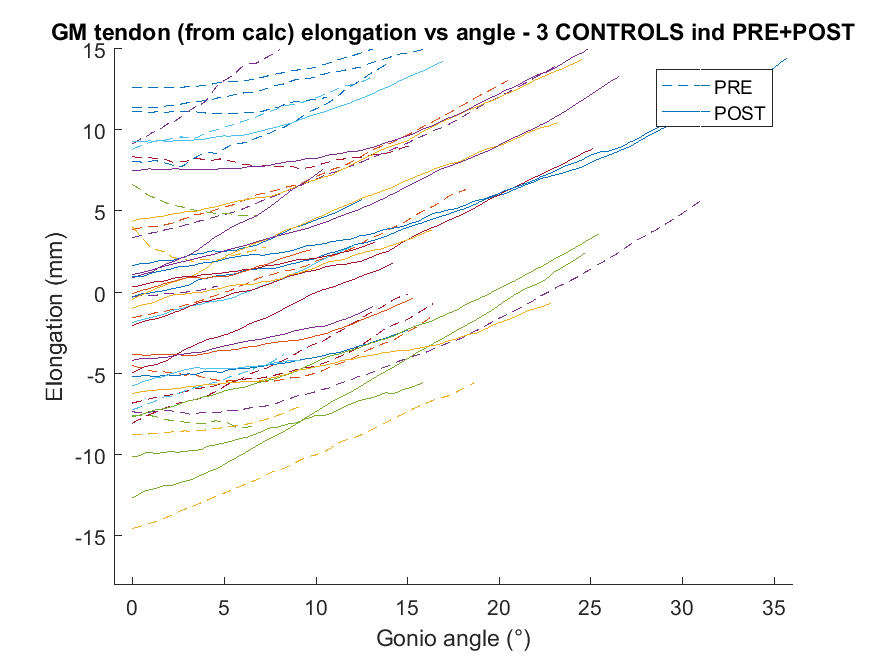 GM tendon (from calc) elongation vs angle - 3 CONTROLS ind PRE+POST
15
10
5
0
-5
-10
-15
Elongation (mm)
PRE
POST
0 5 10 15 20 25 30 35
Gonio angle (°)